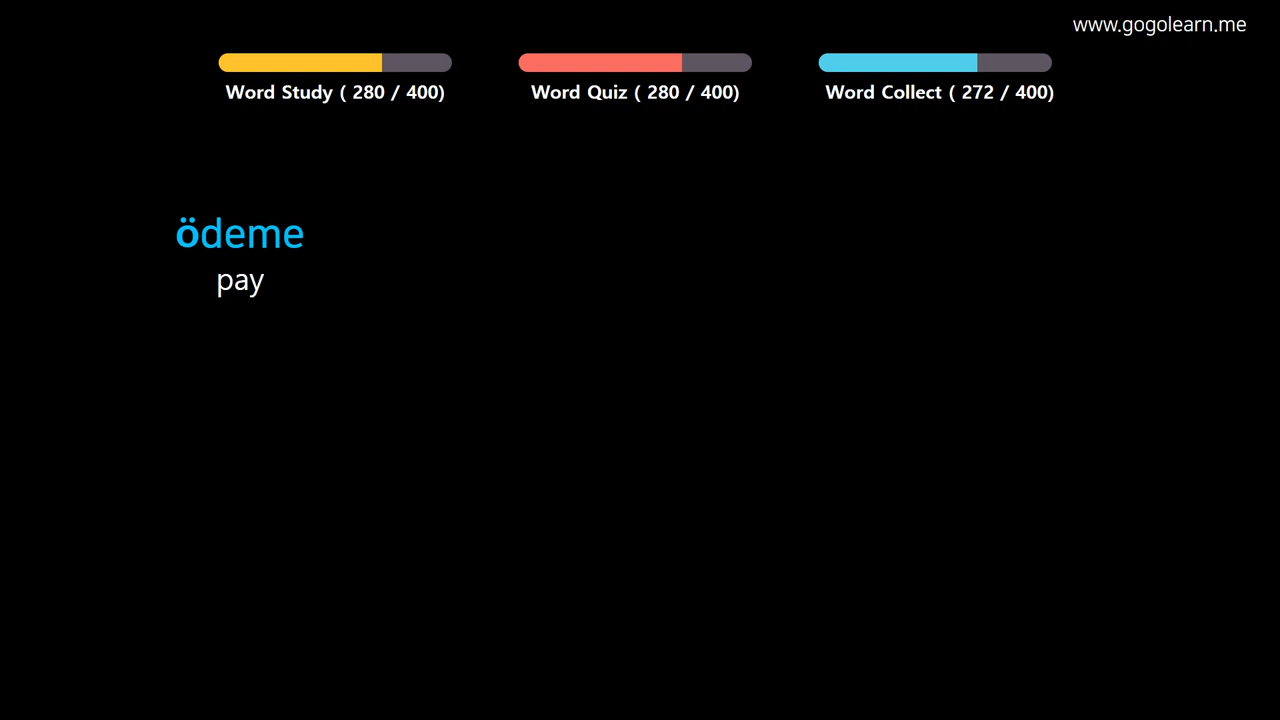 www.gogolearn.me
Word Study ( 280 / 400)
Word Quiz ( 280 / 400)
Word Collect ( 272 / 400)
ödeme
pay